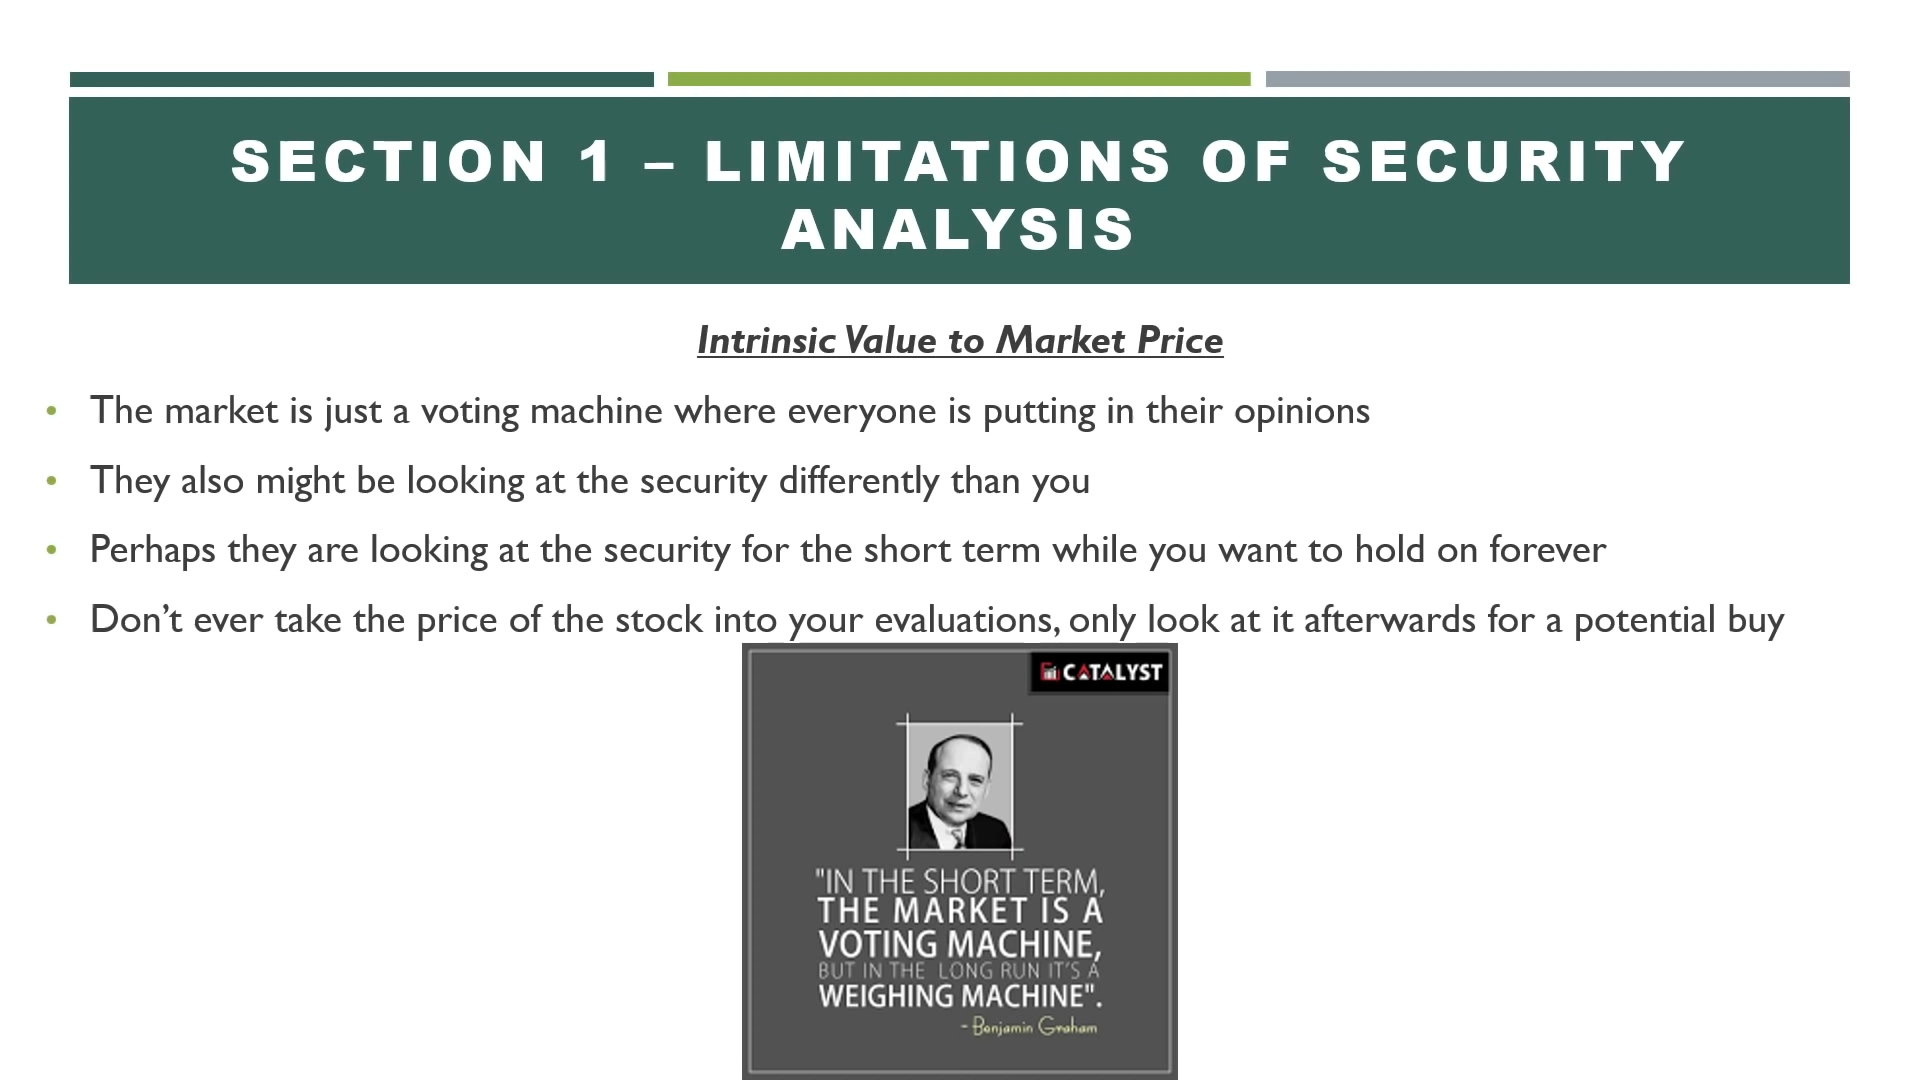 SECTION 1 – LIMITATIONS OF SECURITY
ANALYSIS
Intrinsic Value to Market Price
• The market is just a voting machine where everyone is putting in their opinions
• They also might be looking at the security differently than you
• Perhaps they are looking at the security for the short term while you want to hold on forever
• Don’t ever take the price of the stock into your evaluations, only look at it afterwards for a potential buy
CATALYST
"IN THE SHORT TERM,
THE MARKET IS A
VOTING MACHINE,
BUT IN THE LONG RUN IT'S A
WEIGHING MACHINE".
- Benjamin Graham